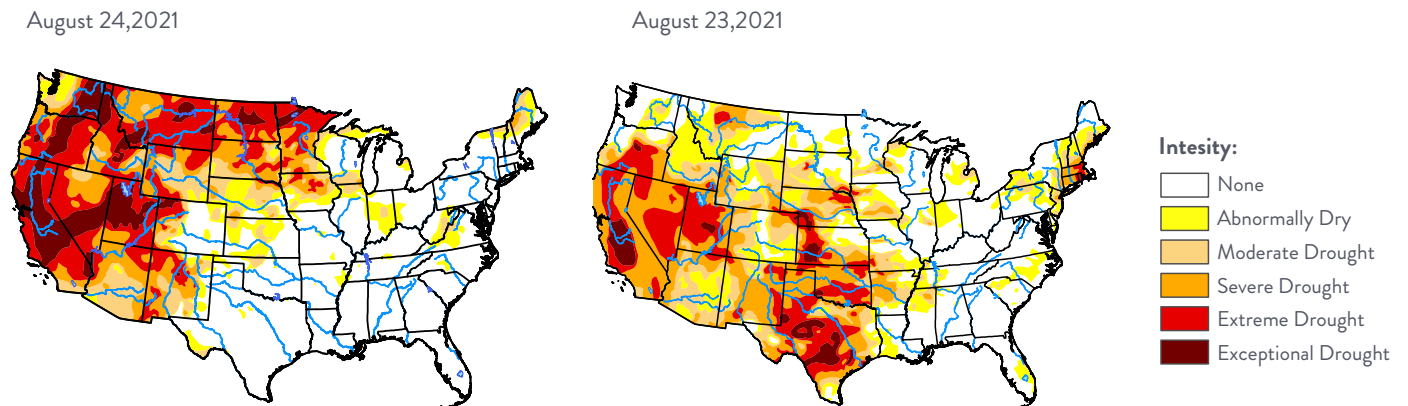 August 24,2021
August 23,2021
Intesity:
None
Abnormally Dry
Moderate Drought
Severe Drought
Extreme Drought
Exceptional Drought